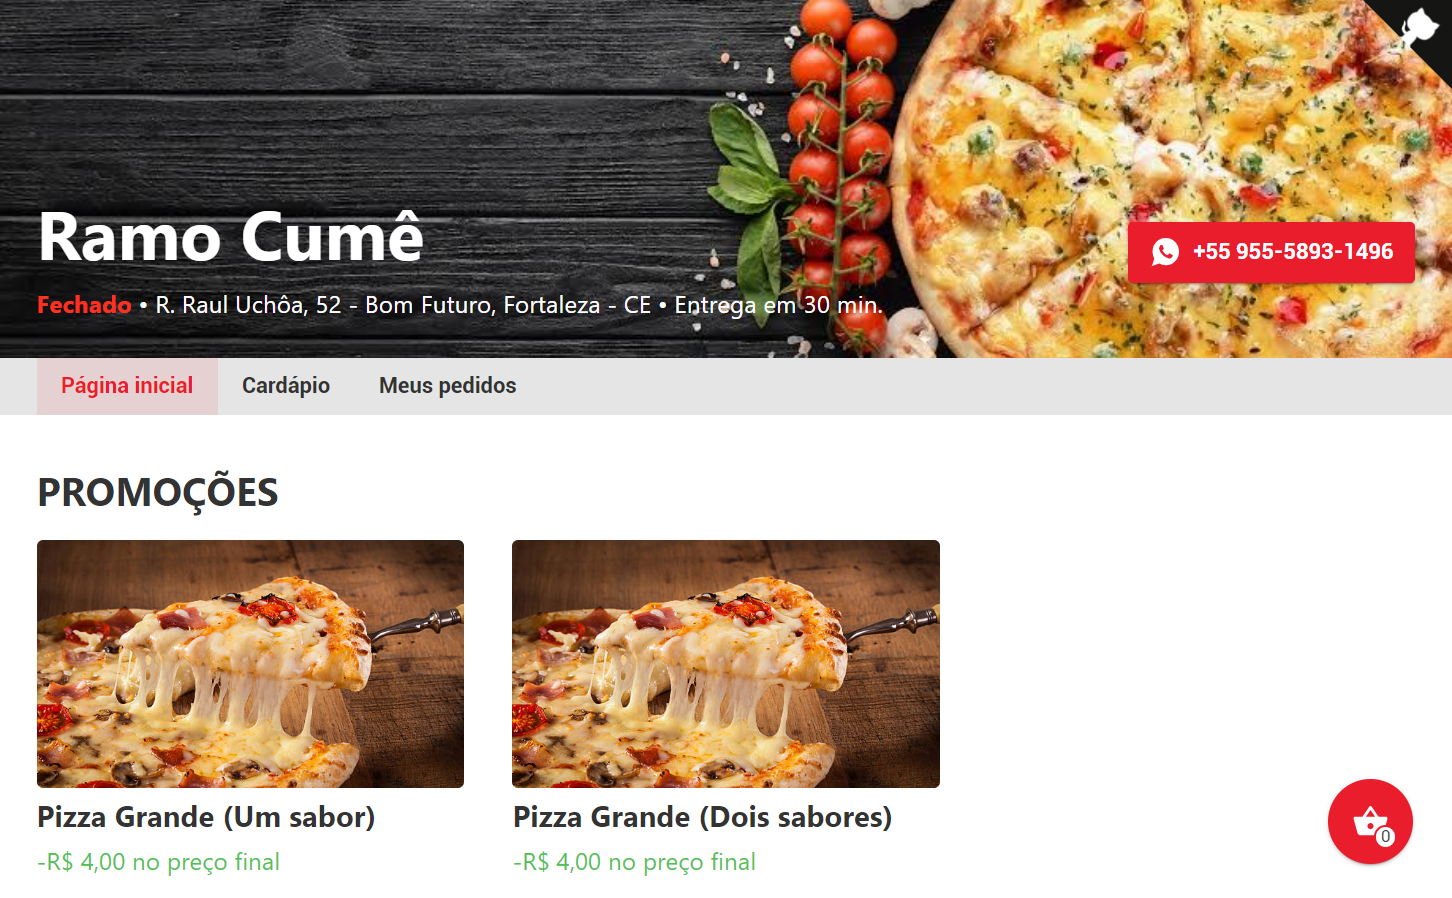 Ramo Cumê
+55 955-5893-1496
Fechado • R. Raul Uchôa, 52 - Bom Futuro, Fortaleza - CE • Entrega em 30 min.
Página inicial Cardápio Meus pedidos
PROMOÇÕES
Pizza Grande (Um sabor) Pizza Grande (Dois sabores)
-R$ 4,00 no preço final -R$ 4,00 no preço final
0